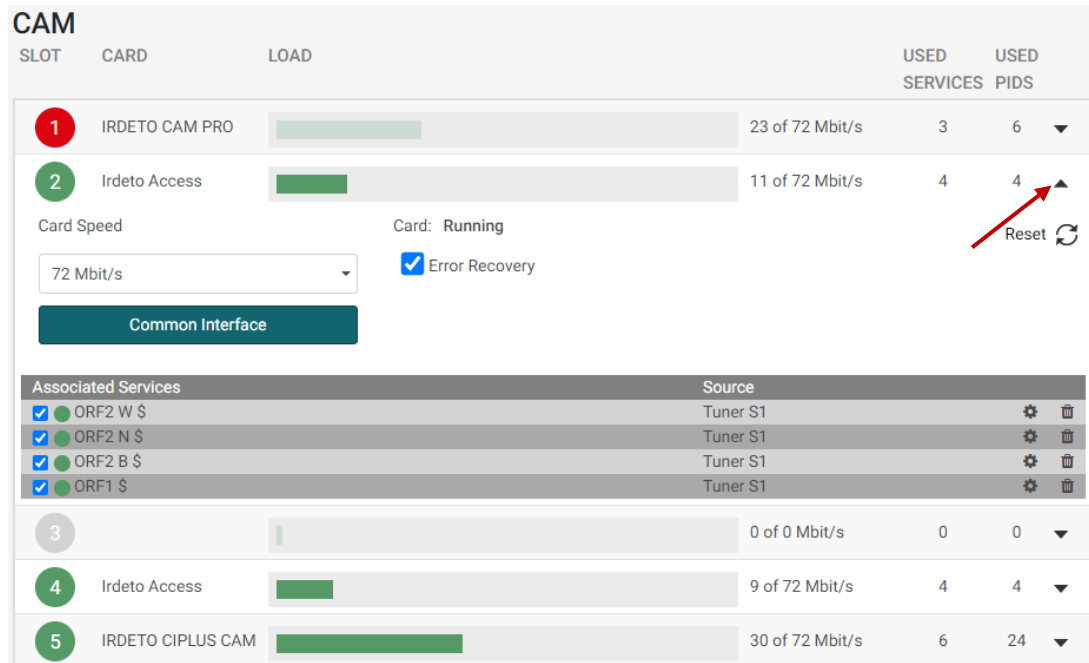 CAM
SLOT CARD LOAD USED SERVICES USED PIDS
1 IRDETO CAM PRO 23 of 72 Mbit/s 3 6
2 Irdeto Access 11 of 72 Mbit/s 4 4
Card Speed Card: Running Reset
72 Mbit/s Error Recovery
Common Interface
Associated Services Source
ORF2 W $ Tuner S1
ORF2 N $ Tuner S1
ORF2 B $ Tuner S1
ORF1 $ Tuner S1
3 0 of 0 Mbit/s 0 0
4 Irdeto Access 9 of 72 Mbit/s 4 4
5 IRDETO CIPLUS CAM 30 of 72 Mbit/s 6 24